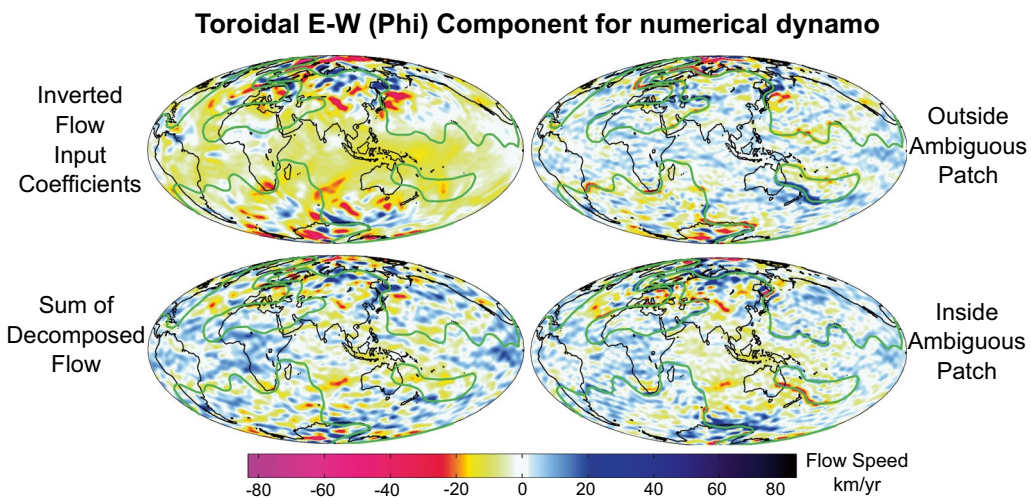 Toroidal E-W (Phi) Component for numerical dynamo
Inverted
Flow
Input
Coefficients
Outside
Ambiguous
Patch
Sum of
Decomposed
Flow
Inside
Ambiguous
Patch
-80 -60 -40 -20 0 20 40 60 80
Flow Speed
km/yr